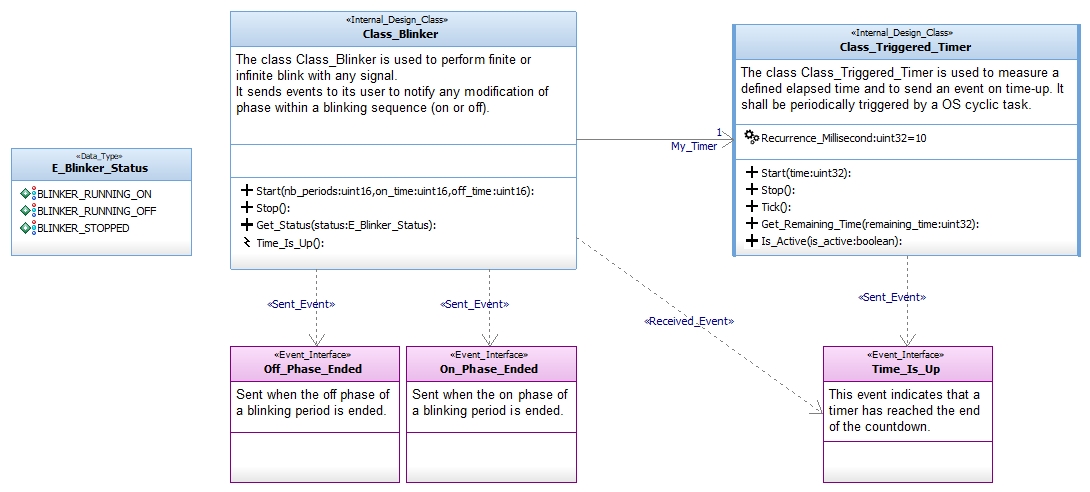 «Internal_Design_Class»
Class_Blinker
The class Class_Blinker is used to perform finite or
infinite blink with any signal.
It sends events to its user to notify any modification of
phase within a blinking sequence (on or off).
Start(nb_periods:uint16,on_time:uint16,off_time:uint16):
Stop():
Get_Status(status:E_Blinker_Status):
Time_Is_Up():
1
My_Timer
«Internal_Design_Class»
Class_Triggered_Timer
The class Class_Triggered_Timer is used to measure a
defined elapsed time and to send an event on time-up. It
shall be periodically triggered by a OS cyclic task.
Recurrence_Millisecond:uint32=10
Start(time:uint32):
Stop():
Tick():
Get_Remaining_Time(remaining_time:uint32):
Is_Active(is_active:boolean):
«Data_Type»
E_Blinker_Status
BLINKER_RUNNING_ON
BLINKER_RUNNING_OFF
BLINKER_STOPPED
«Sent_Event»
«Sent_Event»
«Received_Event»
«Sent_Event»
«Event_Interface»
Off_Phase_Ended
Sent when the off phase of
a blinking period is ended.
«Event_Interface»
On_Phase_Ended
Sent when the on phase of
a blinking period is ended.
«Event_Interface»
Time_Is_Up
This event indicates that a
timer has reached the end
of the countdown.